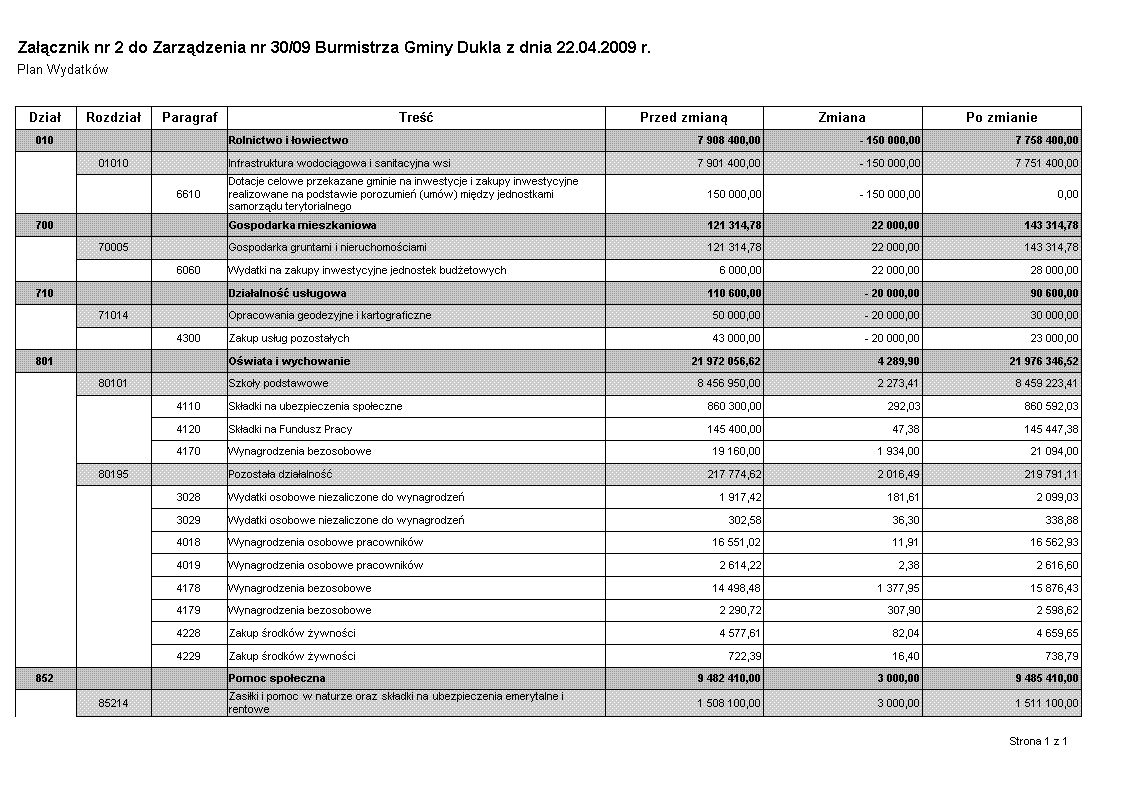 Załącznik nr 2 do Zarządzenia nr 30/09 Burmistrza Gminy Dukla z dnia 22.04.2009 r.
Plan Wydatków
Dział Rozdział Paragraf Treść Przed zmianą Zmiana Po zmianie
010 Rolnictwo i łowiectwo 7 908 400,00 - 150 000,00 7 758 400,00
01010 Infrastruktura wodociągowa i sanitacyjna wsi 7 901 400,00 - 150 000,00 7 751 400,00
6610 Dotacje celowe przekazane gminie na inwestycje i zakupy inwestycyjne
realizowane na podstawie porozumień (umów) między jednostkami 150 000,00 - 150 000,00 0,00
samorządu terytorialnego
700 Gospodarka mieszkaniowa 121 314,78 22 000,00 143 314,78
70005 Gospodarka gruntami i nieruchomościami 121 314,78 22 000,00 143 314,78
6060 Wydatki na zakupy inwestycyjne jednostek budżetowych 6 000,00 22 000,00 28 000,00
710 Działalność usługowa 110 600,00 - 20 000,00 90 600,00
71014 Opracowania geodezyjne i kartograficzne 50 000,00 - 20 000,00 30 000,00
4300 Zakup usług pozostałych 43 000,00 - 20 000,00 23 000,00
801 Oświata i wychowanie 21 972 056,62 4 289,90 21 976 346,52
80101 Szkoły podstawowe 8 456 950,00 2 273,41 8 459 223,41
4110 Składki na ubezpieczenia społeczne 860 300,00 292,03 860 592,03
4120 Składki na Fundusz Pracy 145 400,00 47,38 145 447,38
4170 Wynagrodzenia bezosobowe 19 160,00 1 934,00 21 094,00
80195 Pozostała działalność 217 774,62 2 016,49 219 791,11
3028 Wydatki osobowe niezaliczone do wynagrodzeń 1 917,42 181,61 2 099,03
3029 Wydatki osobowe niezaliczone do wynagrodzeń 302,58 36,30 338,88
4018 Wynagrodzenia osobowe pracowników 16 551,02 11,91 16 562,93
4019 Wynagrodzenia osobowe pracowników 2 614,22 2,38 2 616,60
4178 Wynagrodzenia bezosobowe 14 498,48 1 377,95 15 876,43
4179 Wynagrodzenia bezosobowe 2 290,72 307,90 2 598,62
4228 Zakup środków żywności 4 577,61 82,04 4 659,65
4229 Zakup środków żywności 722,39 16,40 738,79
852 Pomoc społeczna 9 482 410,00 3 000,00 9 485 410,00
85214 Zasiłki i pomoc w naturze oraz składki na ubezpieczenia emerytalne i 1 508 100,00 3 000,00 1 511 100,00
rentowe
Strona 1 z 1